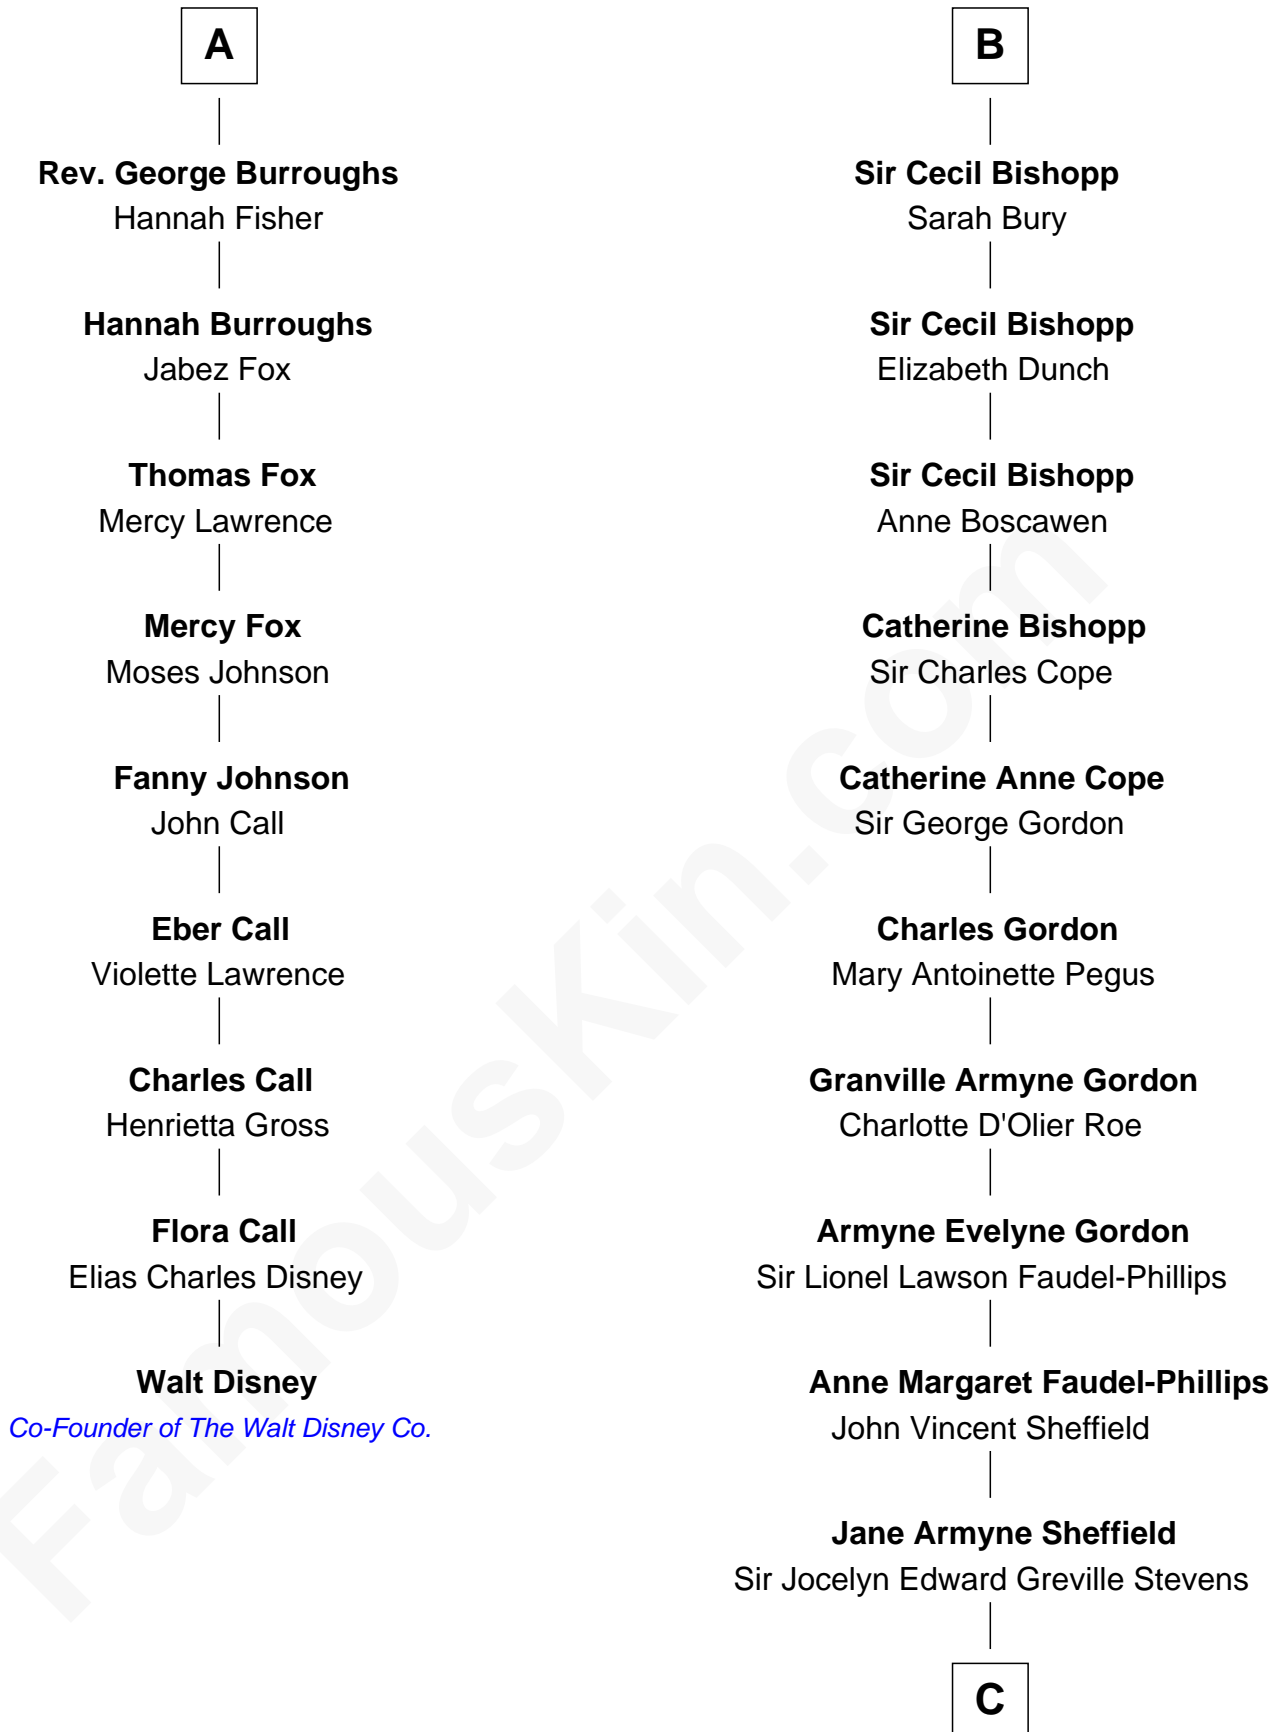 A
Rev. George Burroughs
Hannah Fisher
Hannah Burroughs
Jabez Fox
Thomas Fox
Mercy Lawrence
Mercy Fox
Moses Johnson
Fanny Johnson
John Call
Eber Call
Violette Lawrence
Charles Call
Henrietta Gross
Flora Call
Elias Charles Disney
Walt Disney
Co-Founder of The Walt Disney Co.
B
Sir Cecil Bishopp
Sarah Bury
Sir Cecil Bishopp
Elizabeth Dunch
Sir Cecil Bishopp
Anne Boscawen
Catherine Bishopp
Sir Charles Cope
Catherine Anne Cope
Sir George Gordon
Charles Gordon
Mary Antoinette Pegus
Granville Armyne Gordon
Charlotte D'Olier Roe
Armyne Evelyne Gordon
Sir Lionel Lawson Faudel-Phillips
Anne Margaret Faudel-Phillips
John Vincent Sheffield
Jane Armyne Sheffield
Sir Jocelyn Edward Greville Stevens
C
FamousKin.com